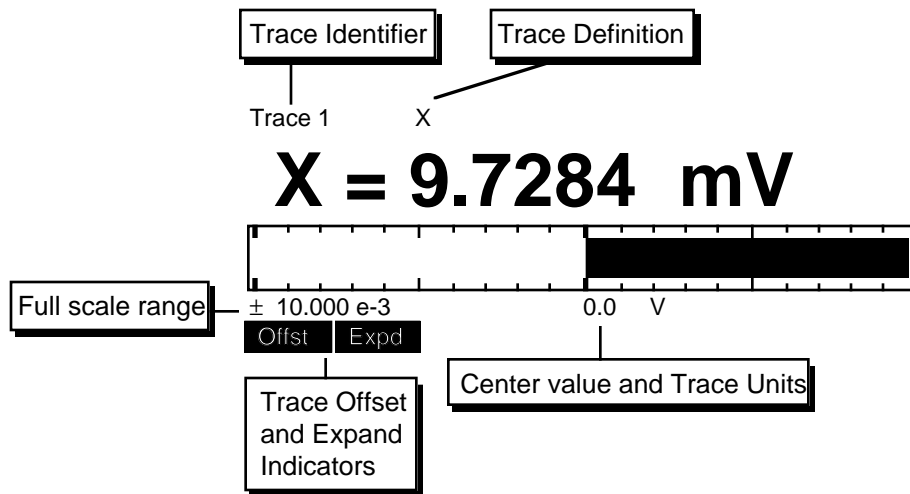 Trace Identifier
Trace Definition
Trace 1 X
X = 9.7284 mV
Full scale range
± 10.000 e-3 0.0 V
Offst Expd
Trace Offset
and Expand
Indicators
Center value and Trace Units